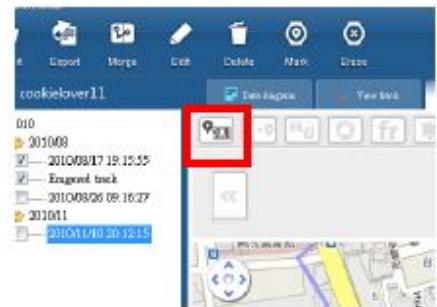 Export Merge Edit Delete Mark Erase
cookielover11
Data diagram View track
010
2010/08
2010/08/17 19:15:55
Engraved track
2010/08/26 09:16:27
2010/11
2010/11/10 20:12:15